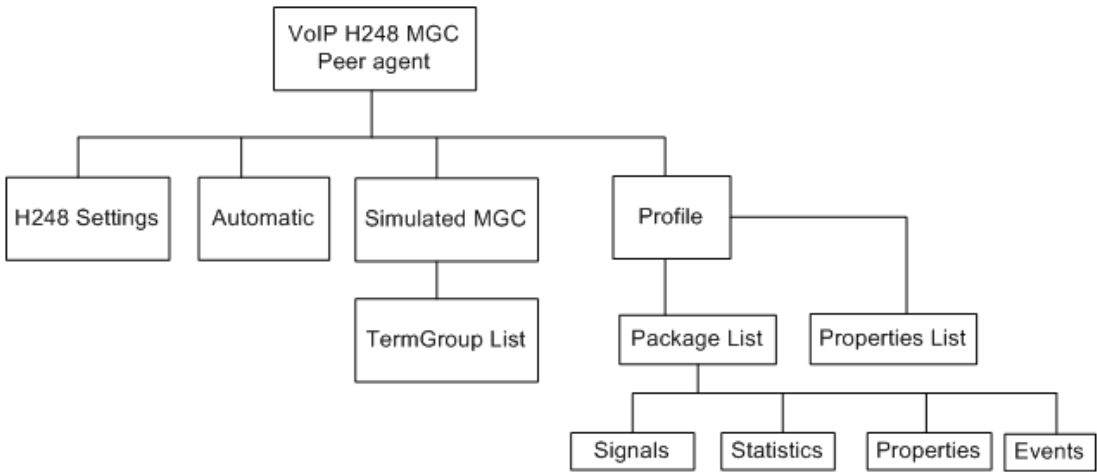 VoIP H248 MGC
Peer agent
H248 Settings
Automatic
Simulated MGC
Profile
TermGroup List
Package List
Properties List
Signals
Statistics
Properties
Events